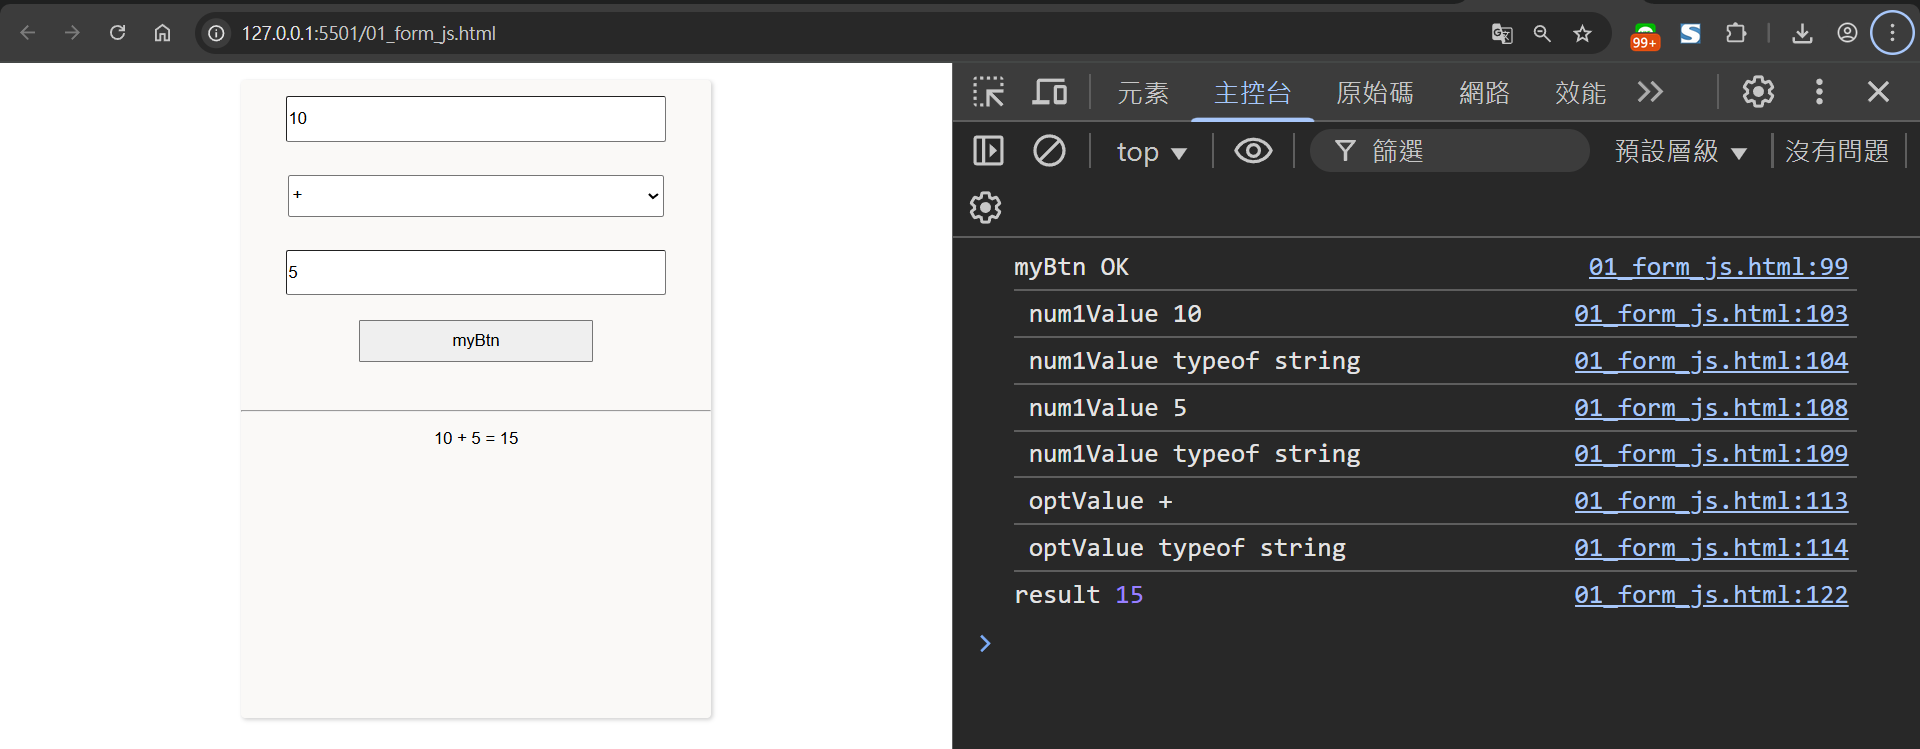 127.0.0.1:5501/01_form_js.html
99+
S
10
+
5
myBtn
10 + 5 = 15
元素 主控台 原始碼 網路 效能
top 篩選 預設層級 沒有問題
myBtn OK 01_form_js.html:99
num1Value 10 01_form_js.html:103
num1Value typeof string 01_form_js.html:104
num1Value 5 01_form_js.html:108
num1Value typeof string 01_form_js.html:109
optValue + 01_form_js.html:113
optValue typeof string 01_form_js.html:114
result 15 01_form_js.html:122